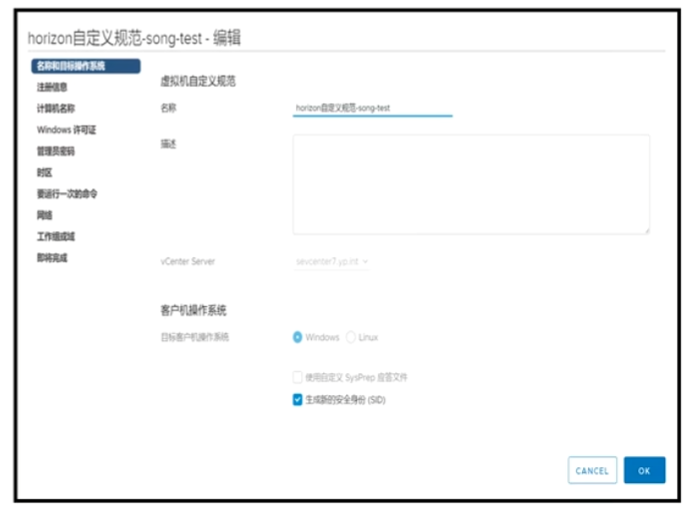 horizon自定义规范-song-test - 编辑
名称和目标操作系统
注册信息
计算机名称
Windows 许可证
管理员密码
时区
要运行一次的命令
网络
工作组或域
即将完成
虚拟机自定义规范
名称
horizon自定义规范-song-test
描述
vCenter Server
sevcenter7.yp.int
客户机操作系统
目标客户机操作系统
Windows
Linux
使用自定义 SysPrep 应答文件
生成新的安全身份 (SID)
CANCEL
OK